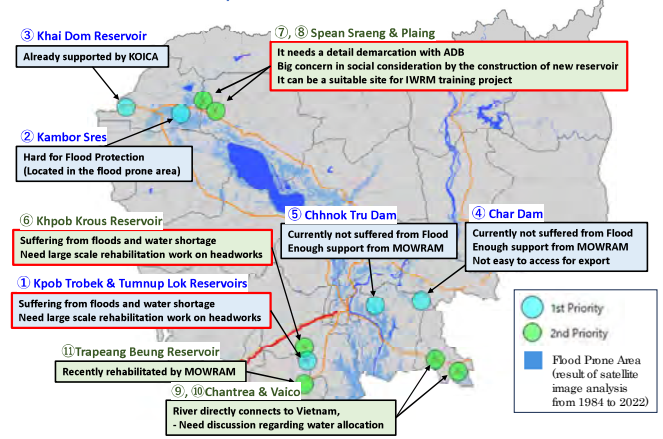 ③ Khai Dom Reservoir
Already supported by KOICA
⑦, ⑧ Spean Sraeng & Plaing
It needs a detail demarcation with ADB
Big concern in social consideration by the construction of new reservoir
It can be a suitable site for IWRM training project
② Kambor Sres
Hard for Flood Protection
(Located in the flood prone area)
⑥ Khpob Krous Reservoir
Suffering from floods and water shortage
Need large scale rehabilitation work on headworks
⑤ Chhnok Tru Dam
Currently not suffered from Flood
Enough support from MOWRAM
④ Char Dam
Currently not suffered from Flood
Enough support from MOWRAM
Not easy to access for export
① Kpob Trobek & Tumnup Lok Reservoirs
Suffering from floods and water shortage
Need large scale rehabilitation work on headworks
⑪Trapeang Beung Reservoir
Recently rehabilitated by MOWRAM
⑨, ⑩Chantrea & Vaico
River directly connects to Vietnam,
- Need discussion regarding water allocation
1st Priority
2nd Priority
Flood Prone Area
(result of satellite
image analysis
from 1984 to 2022)